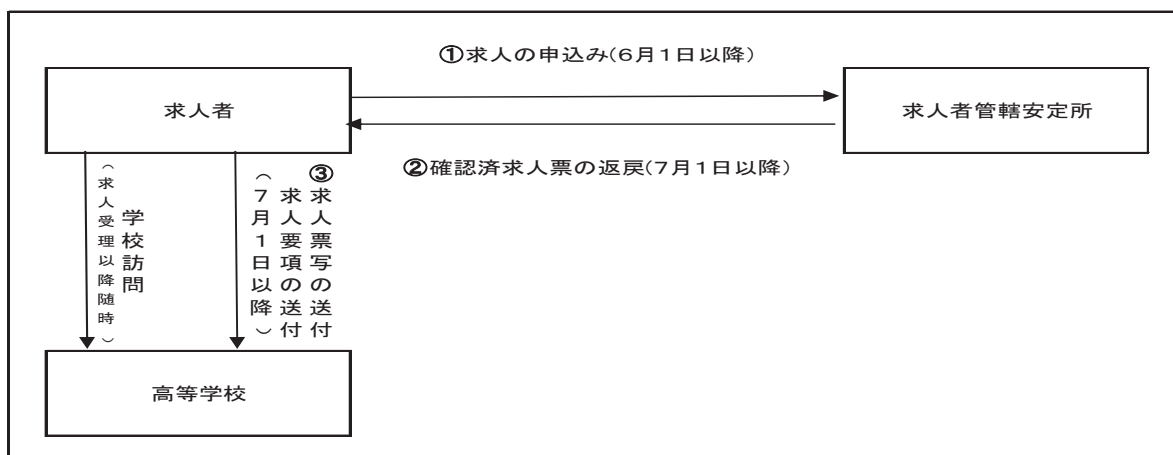 ①求人の申込み(6月1日以降)
求人者
求人者管轄安定所
②確認済求人票の返戻(7月1日以降)
③求人票写の送付
求人要項の送付
(7月1日以降)
学校訪問
(求人受理以降随時)
高等学校